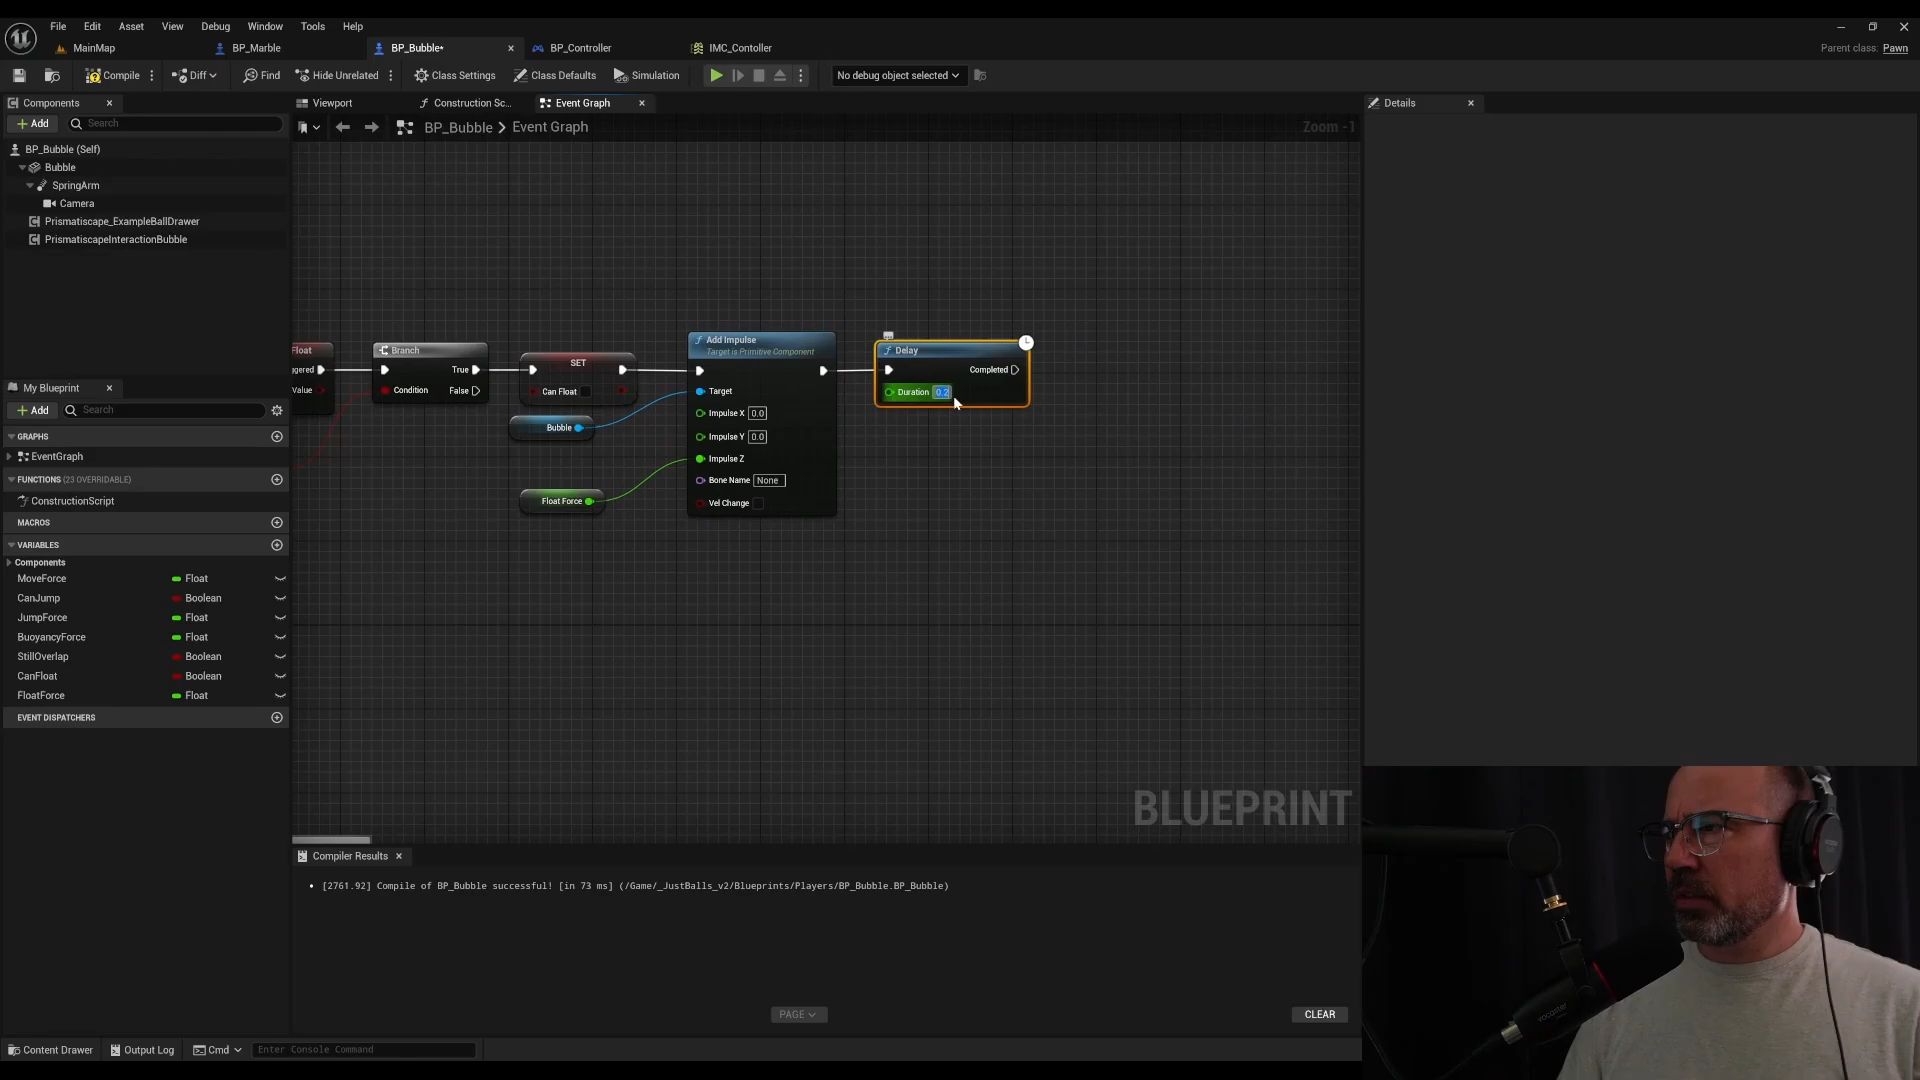 File Edit Asset View Debug Window Tools Help
MainMap BP_Marble BP_Bubble* BP_Controller IMC_Contoller
Parent class: Pawn
Compile Diff Find Hide Unrelated Class Settings Class Defaults Simulation No debug object selected
Components Viewport Construction Sc... Event Graph Details
Add Search
BP_Bubble > Event Graph Zoom -1
BP_Bubble (Self)
Bubble
SpringArm
Camera
Prismatiscape_ExampleBallDrawer
PrismatiscapeInteractionBubble
My Blueprint
Add Search
GRAPHS
EventGraph
FUNCTIONS (23 OVERRIDABLE)
ConstructionScript
MACROS
VARIABLES
Components
MoveForce Float
CanJump Boolean
JumpForce Float
BuoyancyForce Float
StillOverlap Boolean
CanFloat Boolean
FloatForce Float
EVENT DISPATCHERS
Float
ggered
Value
Branch
True
Condition False
SET
Can Float
Bubble
Float Force
Add Impulse
Target is Primitive Component
Target
Impulse X 0.0
Impulse Y 0.0
Impulse Z
Bone Name None
Vel Change
Delay
Completed
Duration 0.2
BLUEPRINT
Compiler Results
[2761.92] Compile of BP_Bubble successful! [in 73 ms] (/Game/_JustBalls_v2/Blueprints/Players/BP_Bubble.BP_Bubble)
PAGE
CLEAR
Content Drawer Output Log Cmd Enter Console Command
vocaster